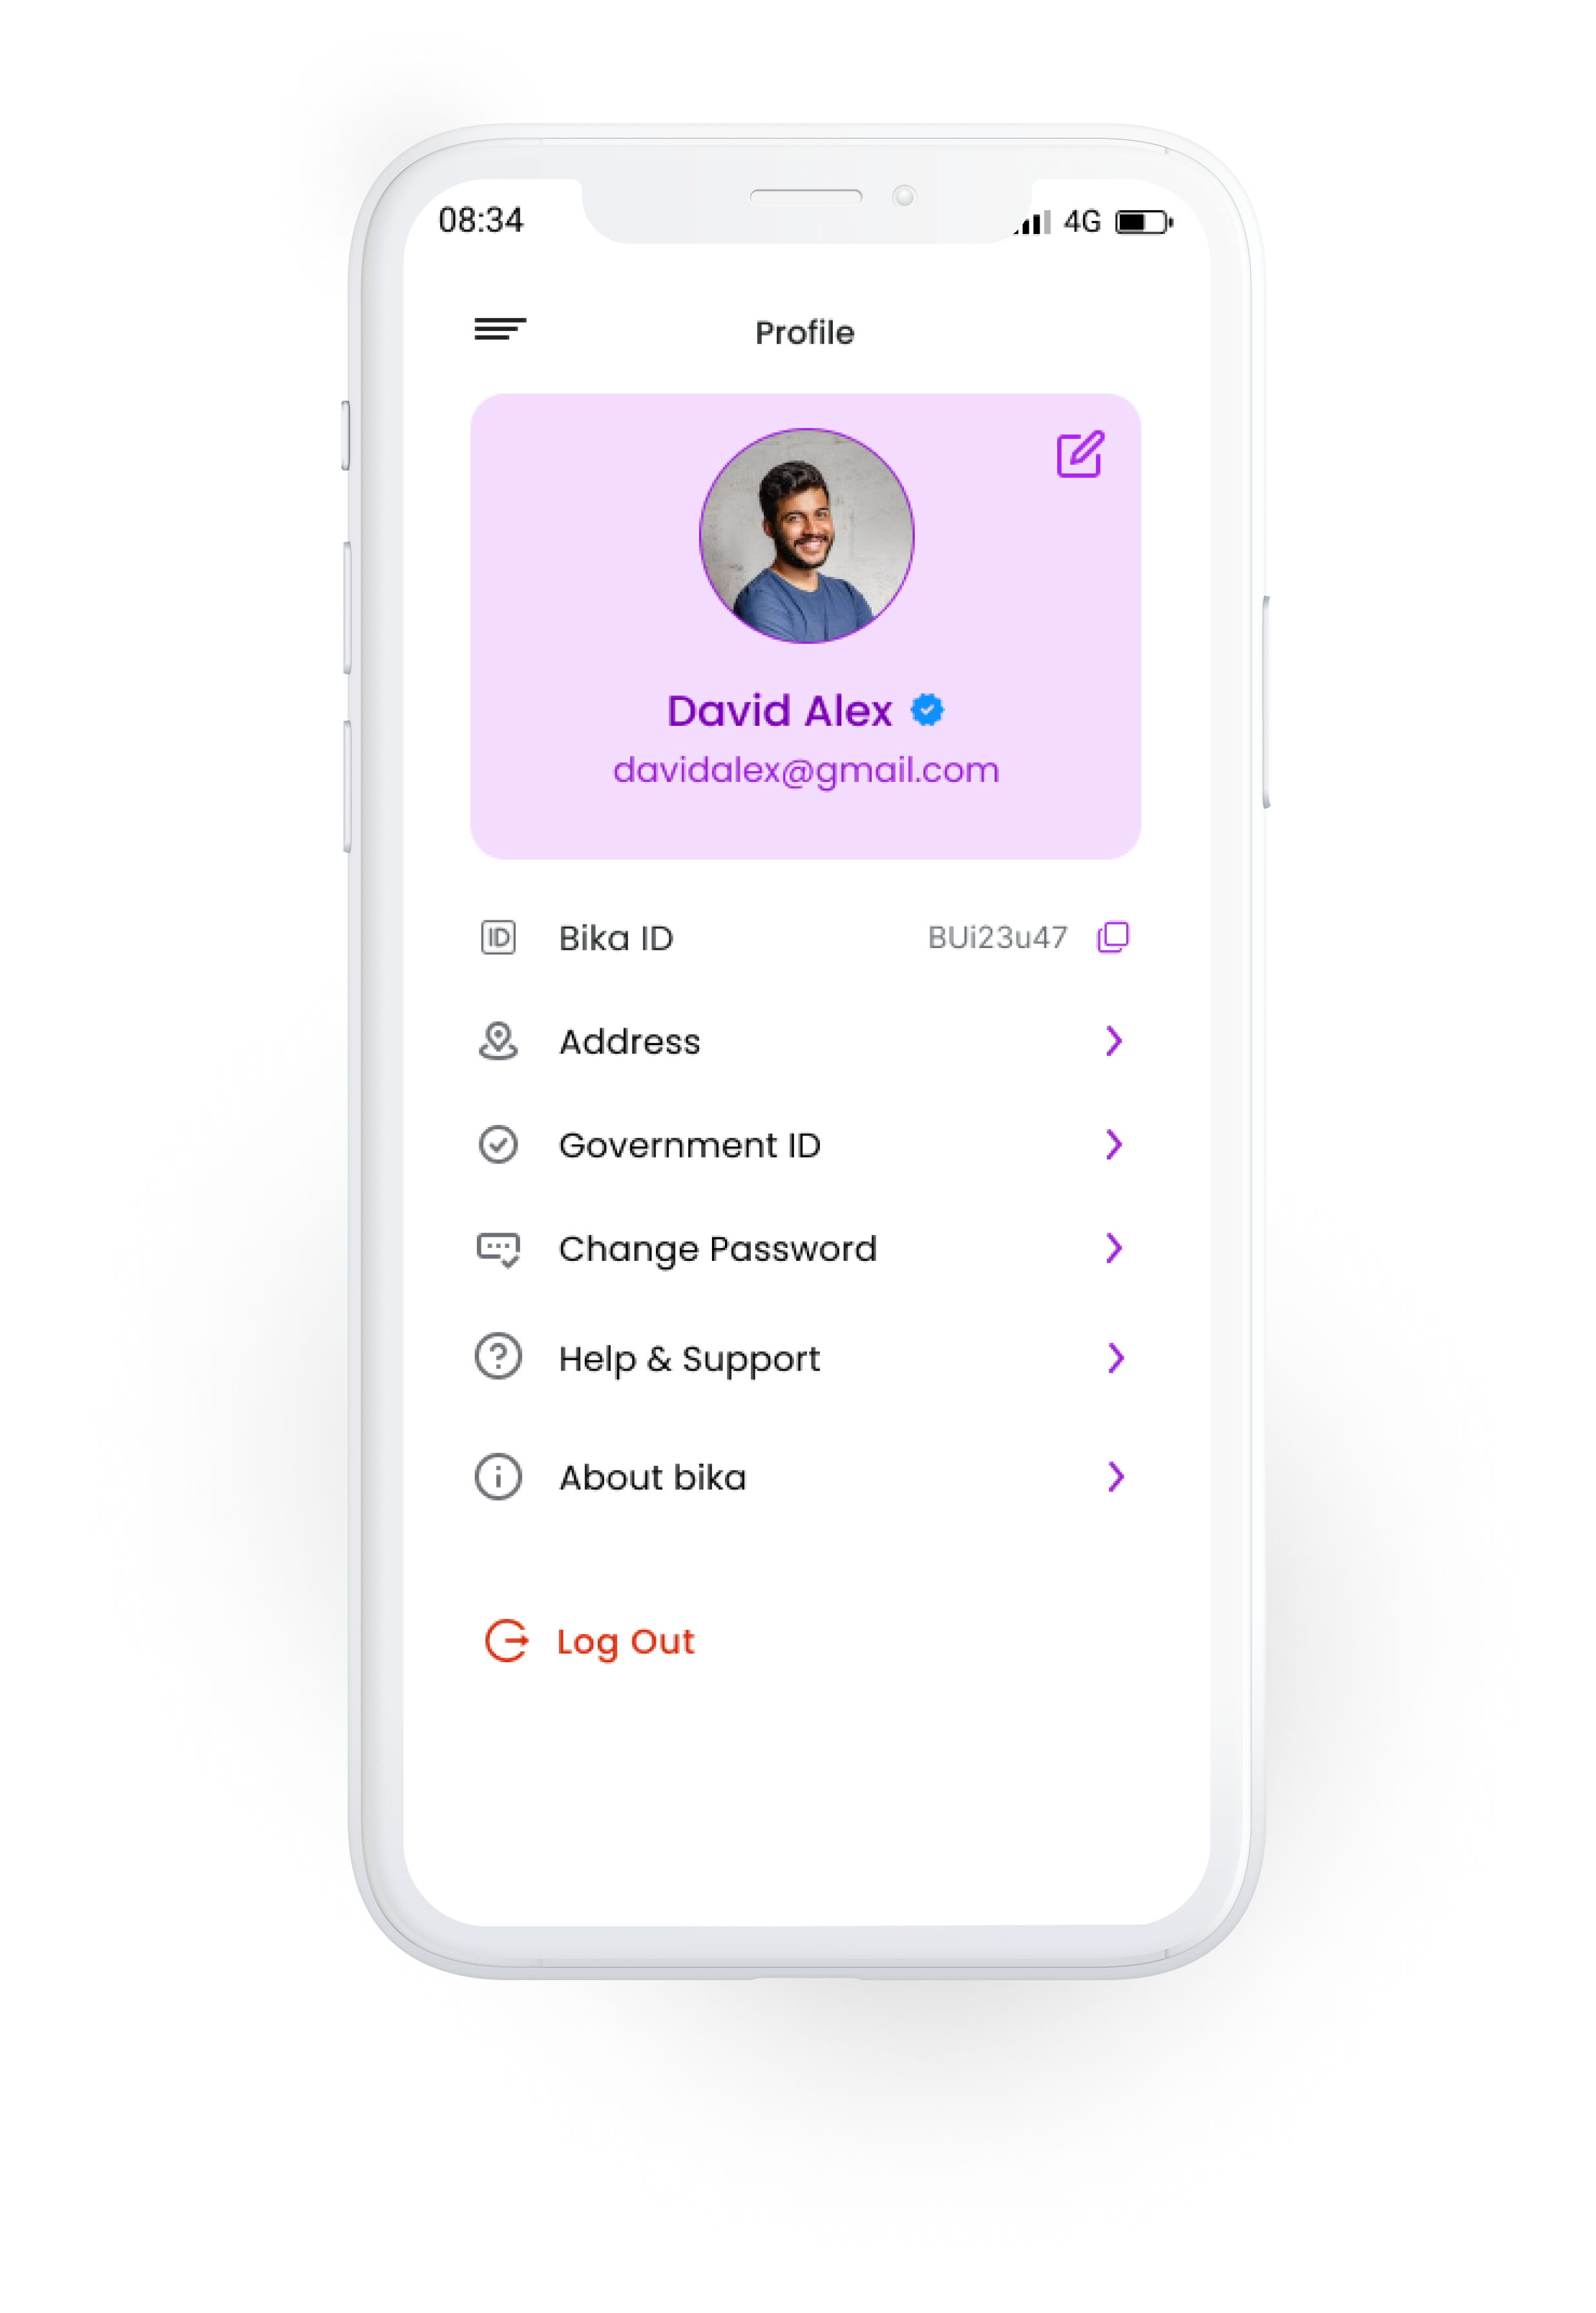 08:34 4G
Profile
David Alex
davidalex@gmail.com
ID Bika ID BUi23u47
Address
Government ID
Change Password
Help & Support
About bika
Log Out